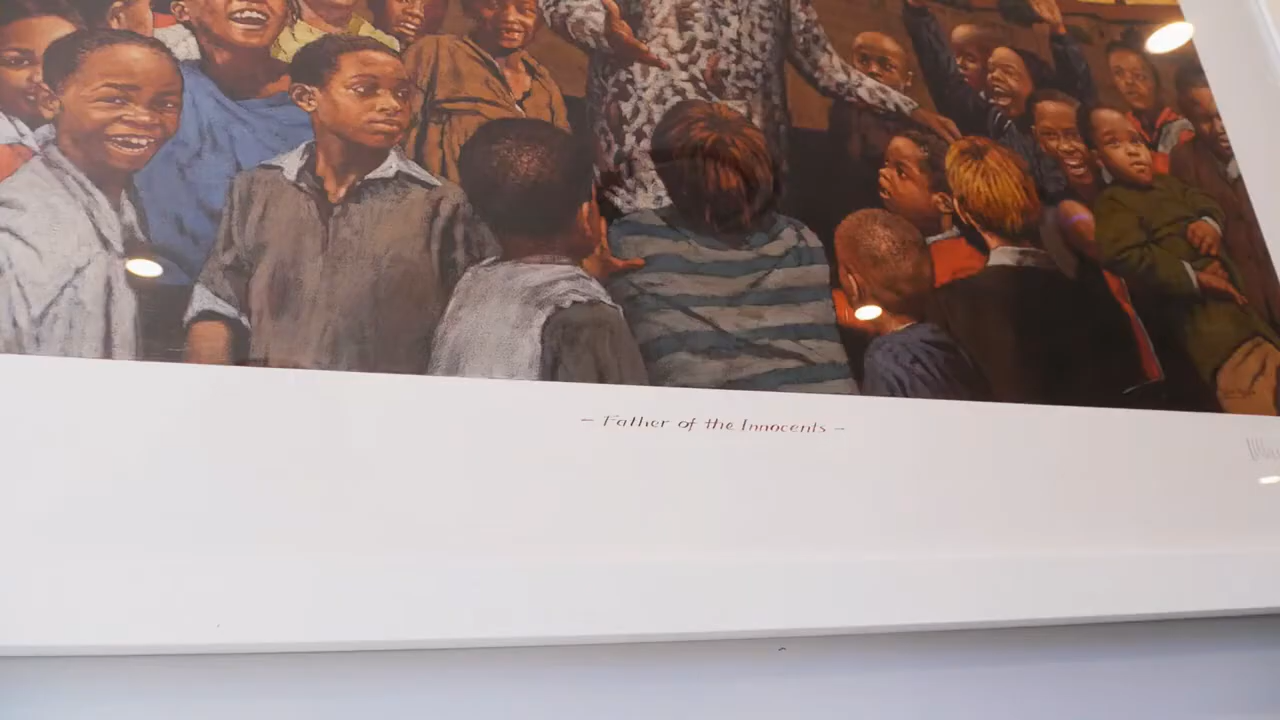 – Father of the Innocents –